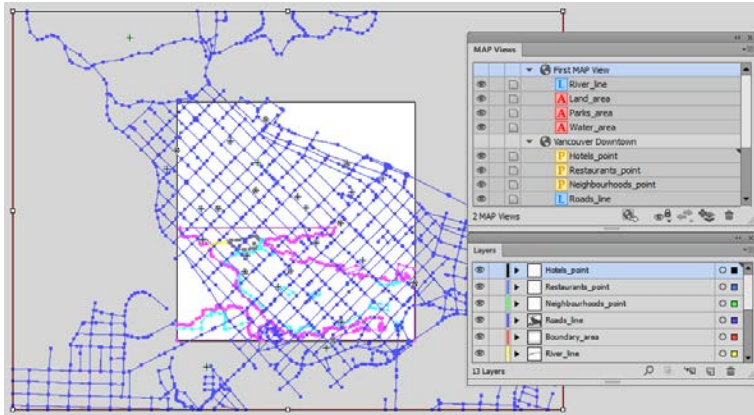 MAP Views
First MAP View
L River_line
A Land_area
A Parks_area
A Water_area
Vancouver Downtown
P Hotels_point
P Restaurants_point
P Neighbourhoods_point
L Roads_line
2 MAP Views
Layers
Hotels_point
Restaurants_point
Neighbourhoods_point
Roads_line
Boundary_area
River_line
13 Layers